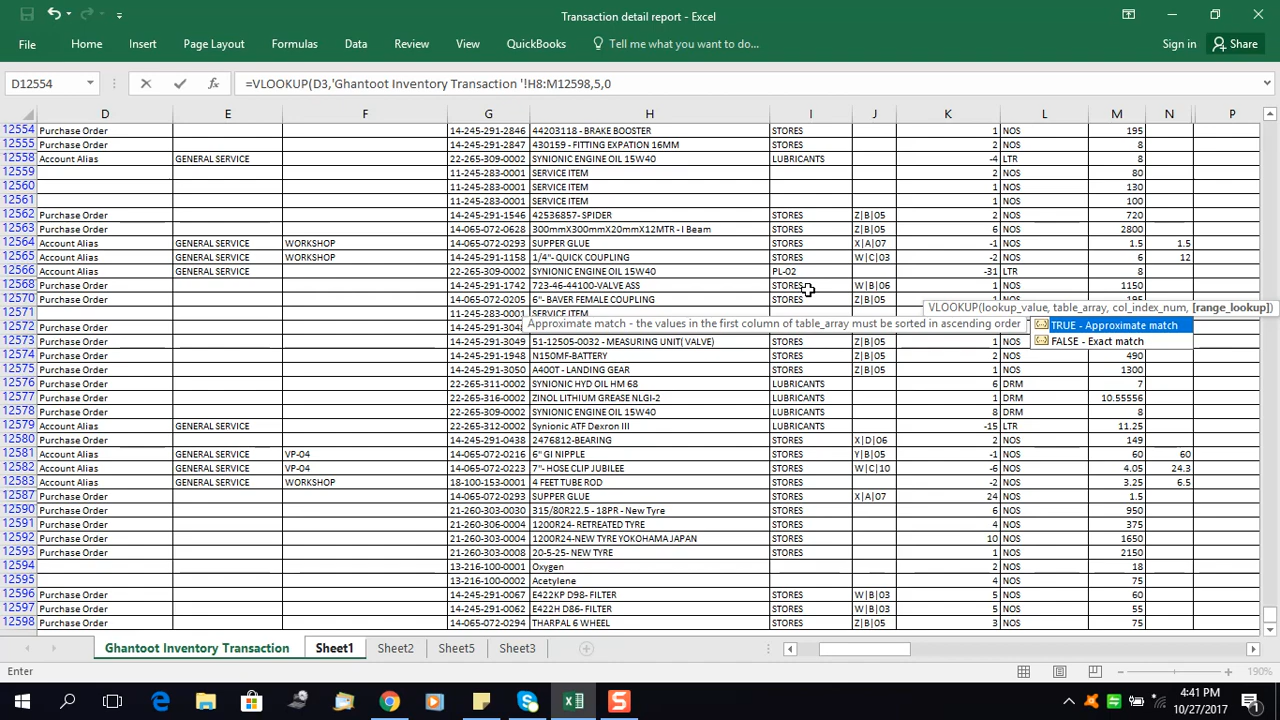 Transaction detail report - Excel
File Home Insert Page Layout Formulas Data Review View QuickBooks Tell me what you want to do... Sign in Share
D12554 fx =VLOOKUP(D3,'Ghantoot Inventory Transaction '!H8:M12598,5,0
D E F G H I J K L M N P
12554 Purchase Order 14-245-291-2846 44203118 - BRAKE BOOSTER STORES 1 NOS 195
12555 Purchase Order 14-245-291-2847 430159 - FITTING EXPATION 16MM STORES 2 NOS 8
12558 Account Alias GENERAL SERVICE 22-265-309-0002 SYNIONIC ENGINE OIL 15W40 LUBRICANTS -4 LTR 8
12559 11-245-283-0001 SERVICE ITEM 2 NOS 80
12560 11-245-283-0001 SERVICE ITEM 1 NOS 130
12561 11-245-283-0001 SERVICE ITEM 1 NOS 100
12562 Purchase Order 14-245-291-1546 42536857- SPIDER STORES Z|B|05 2 NOS 720
12563 Purchase Order 14-065-072-0628 300mmX300mmX20mmX12MTR - I Beam STORES Z|B|05 6 NOS 2800
12564 Account Alias GENERAL SERVICE WORKSHOP 14-065-072-0293 SUPPER GLUE STORES X|A|07 -1 NOS 1.5 1.5
12565 Account Alias GENERAL SERVICE WORKSHOP 14-245-291-1158 1/4"- QUICK COUPLING STORES W|C|03 -2 NOS 6 12
12566 Account Alias GENERAL SERVICE 22-265-309-0002 SYNIONIC ENGINE OIL 15W40 PL-02 -31 LTR 8
12568 Purchase Order 14-245-291-1742 723-46-44100-VALVE ASS STORES W|B|06 1 NOS 1150
12570 Purchase Order 14-065-072-0205 6"- BAVER FEMALE COUPLING STORES Z|B|05 1 NOS 195
VLOOKUP(lookup_value, table_array, col_index_num, [range_lookup])
12571 11-245-283-0001 SERVICE ITEM
Approximate match - the values in the first column of table_array must be sorted in ascending order
TRUE - Approximate match
FALSE - Exact match
12572 Purchase Order 14-245-291-3048
12573 Purchase Order 14-245-291-3049 51-12505-0032 - MEASURING UNIT( VALVE) STORES Z|B|05 1 NOS
12574 Purchase Order 14-245-291-1948 N150MF-BATTERY STORES 2 NOS 490
12575 Purchase Order 14-245-291-3050 A400T - LANDING GEAR STORES Z|B|05 1 NOS 1300
12576 Purchase Order 22-265-311-0002 SYNIONIC HYD OIL HM 68 LUBRICANTS 6 DRM 7
12577 Purchase Order 22-265-316-0002 ZINOL LITHIUM GREASE NLGI-2 LUBRICANTS 1 DRM 10.55556
12578 Purchase Order 22-265-309-0002 SYNIONIC ENGINE OIL 15W40 LUBRICANTS 8 DRM 8
12579 Account Alias GENERAL SERVICE 22-265-312-0002 Synionic ATF Dexron III LUBRICANTS -15 LTR 11.25
12580 Purchase Order 14-245-291-0438 2476812-BEARING STORES X|D|06 2 NOS 149
12581 Account Alias GENERAL SERVICE VP-04 14-065-072-0216 6" GI NIPPLE STORES Y|B|05 -1 NOS 60 60
12582 Account Alias GENERAL SERVICE VP-04 14-065-072-0223 7"- HOSE CLIP JUBILEE STORES W|C|10 -6 NOS 4.05 24.3
12583 Account Alias GENERAL SERVICE WORKSHOP 18-100-153-0001 4 FEET TUBE ROD STORES -2 NOS 3.25 6.5
12587 Purchase Order 14-065-072-0293 SUPPER GLUE STORES X|A|07 24 NOS 1.5
12590 Purchase Order 21-260-303-0030 315/80R22.5 - 18PR - New Tyre STORES 6 NOS 950
12591 Purchase Order 21-260-306-0004 1200R24- RETREATED TYRE STORES 4 NOS 375
12592 Purchase Order 21-260-303-0004 1200R24-NEW TYRE YOKOHAMA JAPAN STORES 10 NOS 1650
12593 Purchase Order 21-260-303-0008 20-5-25- NEW TYRE STORES 1 NOS 2150
12594 13-216-100-0001 Oxygen 2 NOS 18
12595 13-216-100-0002 Acetylene 4 NOS 75
12596 Purchase Order 14-245-291-0067 E422KP D98- FILTER STORES W|B|03 5 NOS 60
12597 Purchase Order 14-245-291-0062 E422H D86- FILTER STORES W|B|03 5 NOS 55
12598 Purchase Order 14-065-072-0294 THARPAL 6 WHEEL STORES Z|B|05 3 NOS 75
Ghantoot Inventory Transaction Sheet1 Sheet2 Sheet5 Sheet3
Enter 190%
4:41 PM
10/27/2017